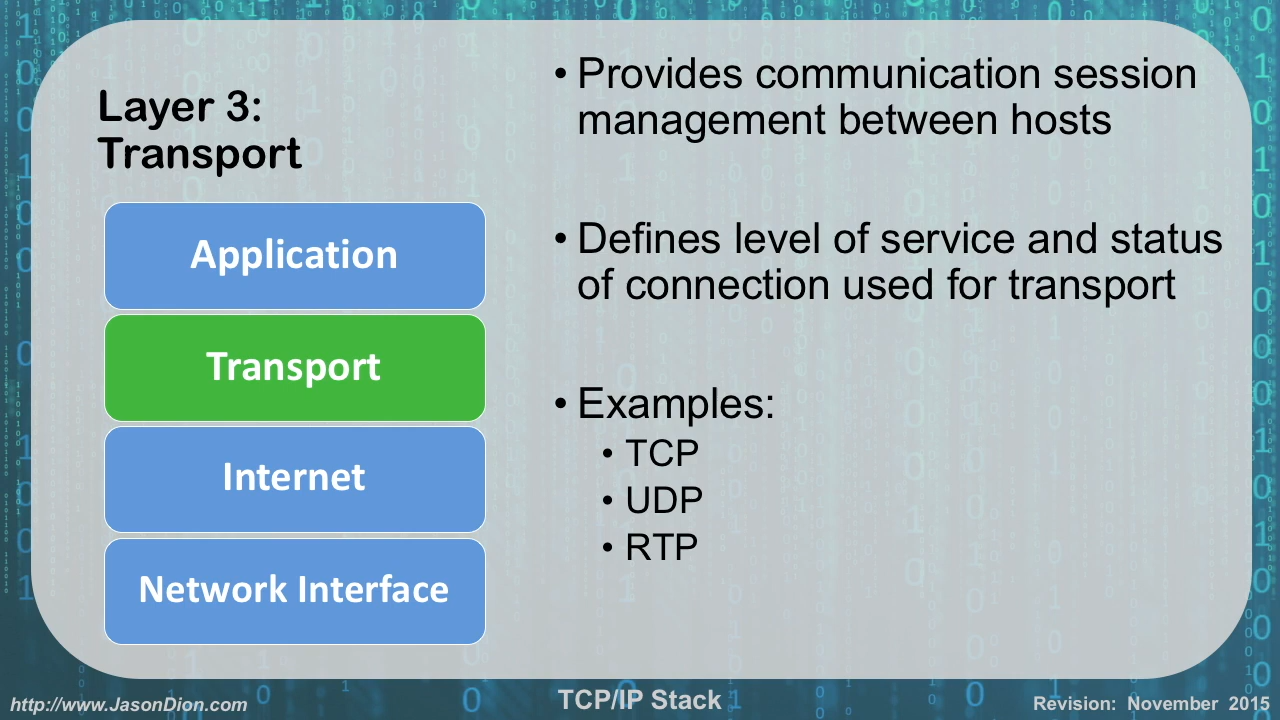 Layer 3:
Transport
Application
Transport
Internet
Network Interface
• Provides communication session
management between hosts
• Defines level of service and status
of connection used for transport
• Examples:
• TCP
• UDP
• RTP
http://www.JasonDion.com
TCP/IP Stack
Revision: November 2015